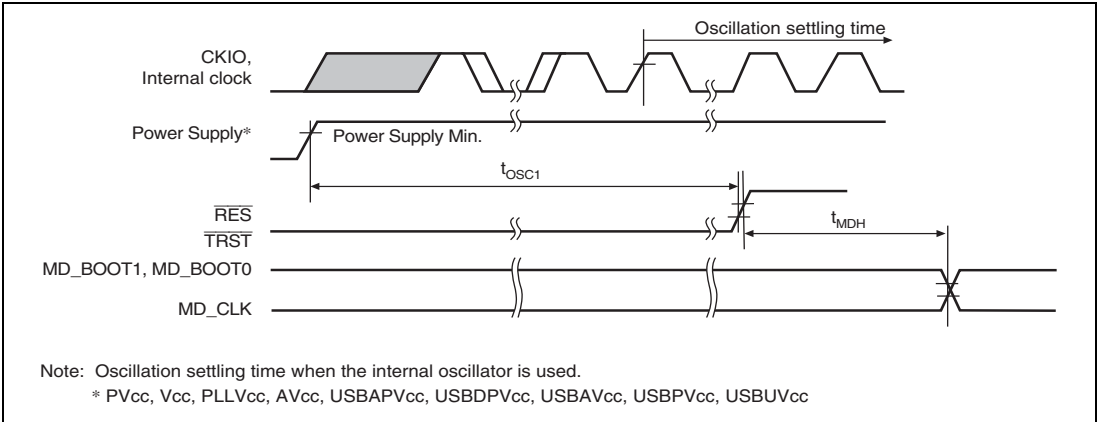 Oscillation settling time
CKIO,
Internal clock
Power Supply*
Power Supply Min.
tOSC1
RES
TRST
tMDH
MD_BOOT1, MD_BOOT0
MD_CLK
Note: Oscillation settling time when the internal oscillator is used.
* PVcc, Vcc, PLLVcc, AVcc, USBAPVcc, USBDPVcc, USBAVcc, USBPVcc, USBUVcc